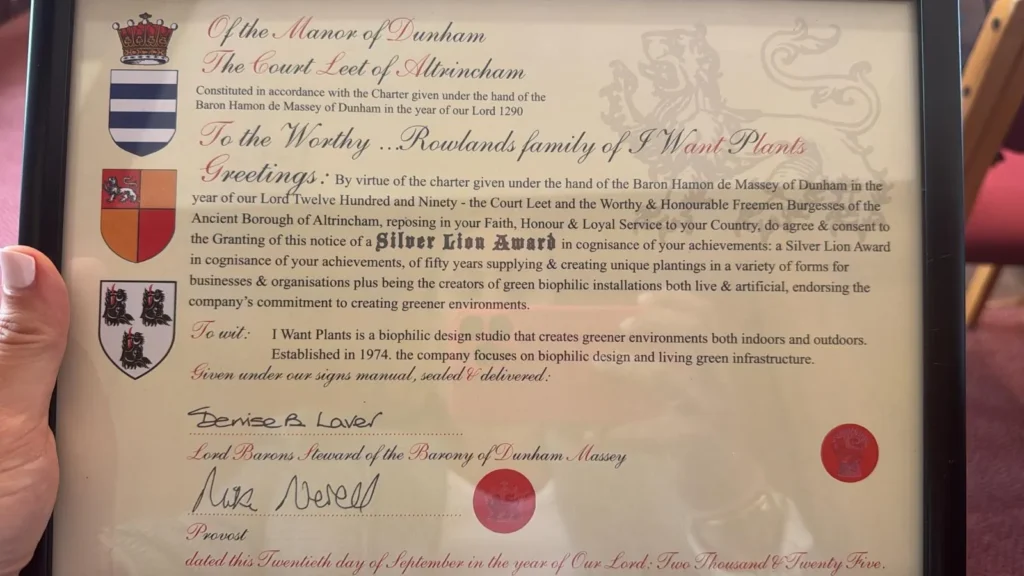 Of the Manor of Dunham
The Court Leet of Altrincham
Constituted in accordance with the Charter given under the hand of the
Baron Hamon de Massey of Dunham in the year of our Lord 1290
To the Worthy ...Rowlands family of I Want Plants
Greetings: By virtue of the charter given under the hand of the Baron Hamon de Massey of Dunham in the
year of our Lord Twelve Hundred and Ninety - the Court Leet and the Worthy & Honourable Freemen Burgesses of the
Ancient Borough of Altrincham, reposing in your Faith, Honour & Loyal Service to your Country, do agree & consent to
the Granting of this notice of a Silver Lion Award in cognisance of your achievements: a Silver Lion Award
in cognisance of your achievements, of fifty years supplying & creating unique plantings in a variety of forms for
businesses & organisations plus being the creators of green biophilic installations both live & artificial, endorsing the
company's commitment to creating greener environments.
To wit: I Want Plants is a biophilic design studio that creates greener environments both indoors and outdoors.
Established in 1974. the company focuses on biophilic design and living green infrastructure.
Given under our signs manual, sealed & delivered:
Denise B Laver
Lord Barons Steward of the Barony of Dunham Massey
Provost
dated this Twentieth day of September in the year of Our Lord: Two Thousand & Twenty Five.